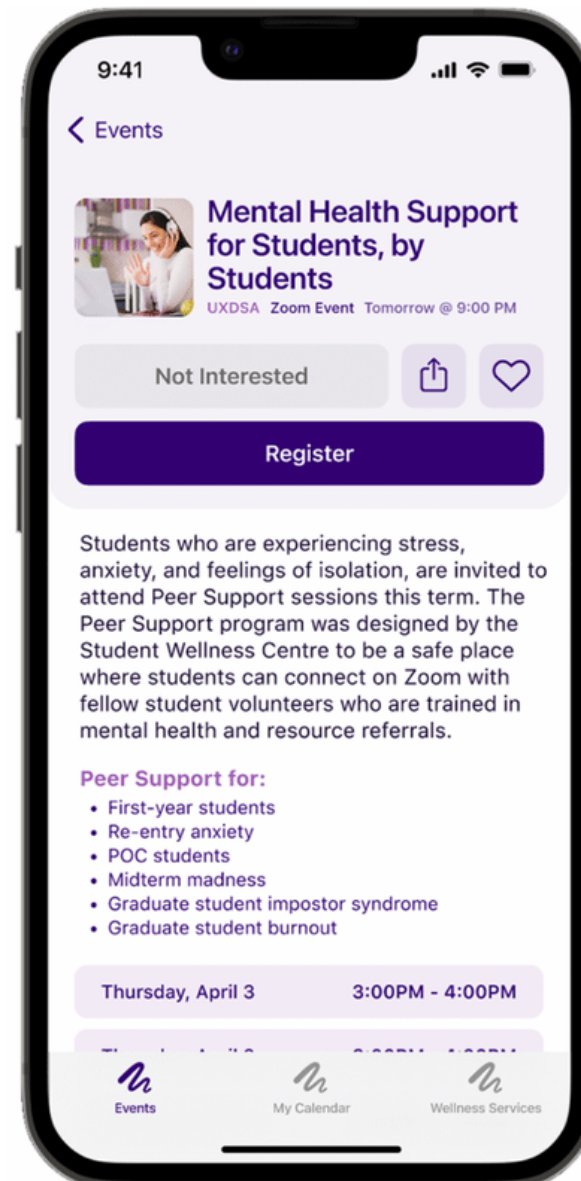 9:41
Events
Mental Health Support
for Students, by
Students
UXDSA Zoom Event Tomorrow @ 9:00 PM
Not Interested
Register
Students who are experiencing stress,
anxiety, and feelings of isolation, are invited to
attend Peer Support sessions this term. The
Peer Support program was designed by the
Student Wellness Centre to be a safe place
where students can connect on Zoom with
fellow student volunteers who are trained in
mental health and resource referrals.
Peer Support for:
• First-year students
• Re-entry anxiety
• POC students
• Midterm madness
• Graduate student impostor syndrome
• Graduate student burnout
Thursday, April 3 3:00PM - 4:00PM
Events My Calendar Wellness Services